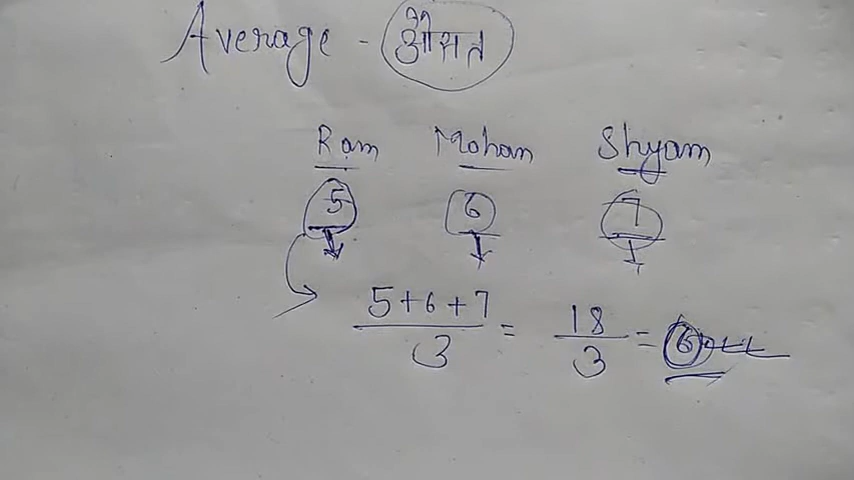 Average - औसत
Ram Mohan Shyam
5 6 7
5+6+7/3 = 18/3 = 6